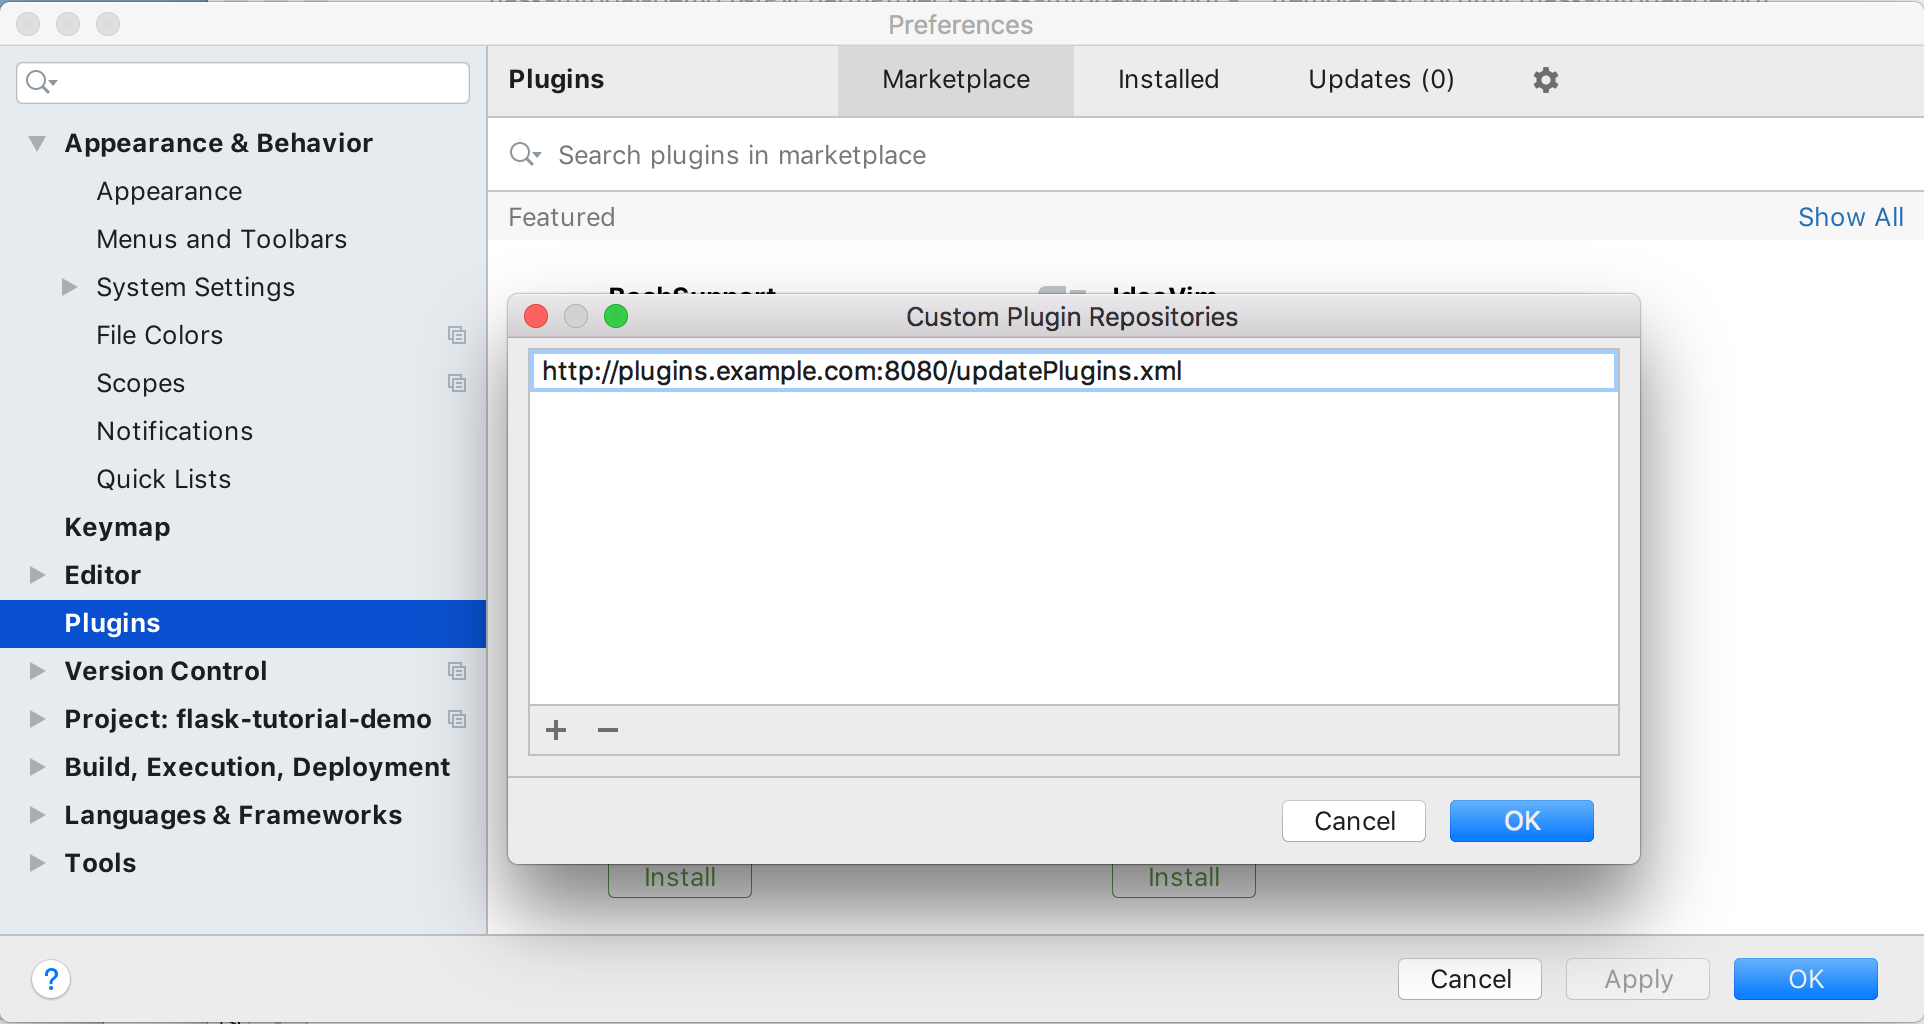 Preferences
Plugins
Marketplace
Installed
Updates (0)
Appearance & Behavior
Appearance
Menus and Toolbars
System Settings
File Colors
Scopes
Notifications
Quick Lists
Keymap
Editor
Plugins
Version Control
Project: flask-tutorial-demo
Build, Execution, Deployment
Languages & Frameworks
Tools
Search plugins in marketplace
Featured
Show All
BashSupport
IdeaVim
Custom Plugin Repositories
http://plugins.example.com:8080/updatePlugins.xml
Cancel
OK
Install
Install
?
Cancel
Apply
OK